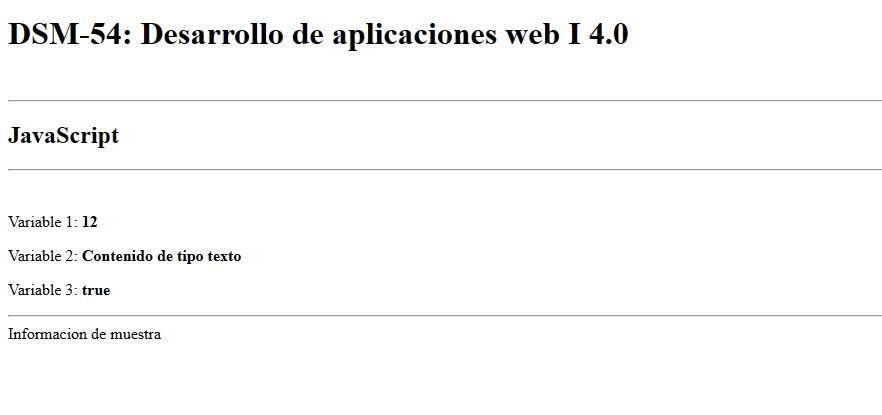 DSM-54: Desarrollo de aplicaciones web I 4.0
JavaScript
Variable 1: 12
Variable 2: Contenido de tipo texto
Variable 3: true
Informacion de muestra